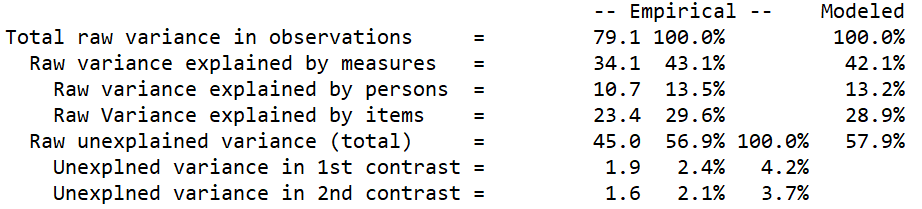 -- Empirical -- Modeled
Total raw variance in observations = 79.1 100.0% 100.0%
Raw variance explained by measures = 34.1 43.1% 42.1%
Raw variance explained by persons = 10.7 13.5% 13.2%
Raw Variance explained by items = 23.4 29.6% 28.9%
Raw unexplained variance (total) = 45.0 56.9% 100.0% 57.9%
Unexplned variance in 1st contrast = 1.9 2.4% 4.2%
Unexplned variance in 2nd contrast = 1.6 2.1% 3.7%